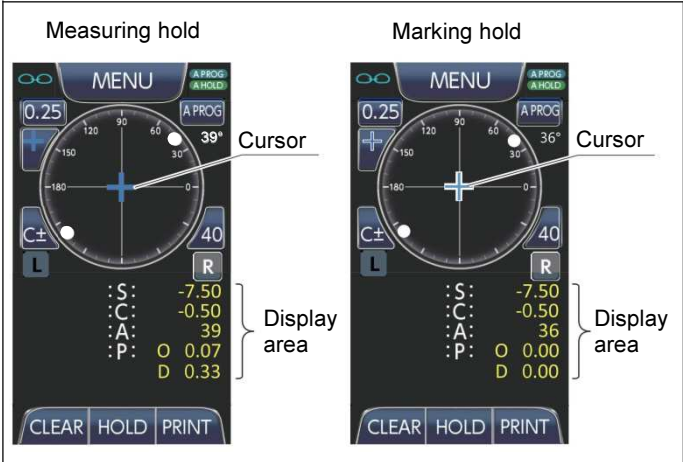 Measuring hold
MENU
A PROG
A HOLD
0.25
A PROG
90
120
60
39°
150
30
180
0
C±
40
L
R
:S: -7.50
:C: -0.50
:A: 39
:P: O 0.07
D 0.33
CLEAR HOLD PRINT
Cursor
Display
area
Marking hold
MENU
A PROG
A HOLD
0.25
A PROG
90
120
60
36°
150
30
180
0
C±
40
L
R
:S: -7.50
:C: -0.50
:A: 36
:P: O 0.00
D 0.00
CLEAR HOLD PRINT
Cursor
Display
area